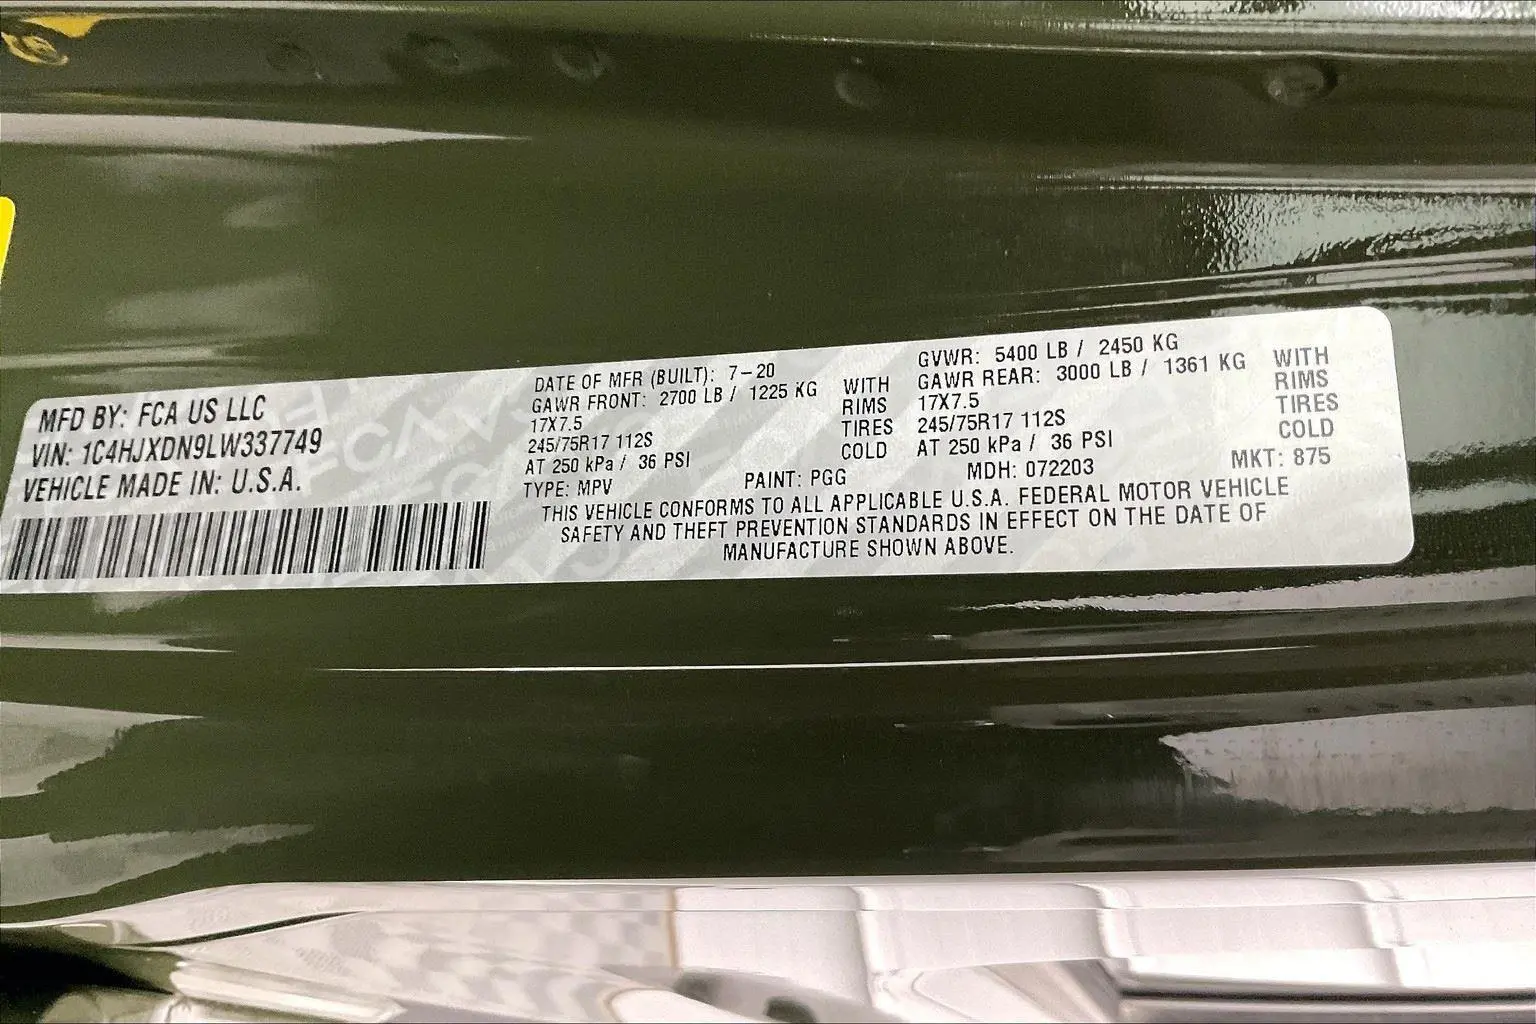 MFD BY: FCA US LLC
VIN: 1C4HJXDN9LW337749
VEHICLE MADE IN: U.S.A.
DATE OF MFR (BUILT): 7-20
GAWR FRONT: 2700 LB / 1225 KG WITH
17X7.5 RIMS
245/75R17 112S TIRES
AT 250 kPa / 36 PSI COLD
TYPE: MPV PAINT: PGG
GVWR: 5400 LB / 2450 KG
GAWR REAR: 3000 LB / 1361 KG WITH
17X7.5 RIMS
245/75R17 112S TIRES
AT 250 kPa / 36 PSI COLD
MDH: 072203 MKT: 875
THIS VEHICLE CONFORMS TO ALL APPLICABLE U.S.A. FEDERAL MOTOR VEHICLE
SAFETY AND THEFT PREVENTION STANDARDS IN EFFECT ON THE DATE OF
MANUFACTURE SHOWN ABOVE.